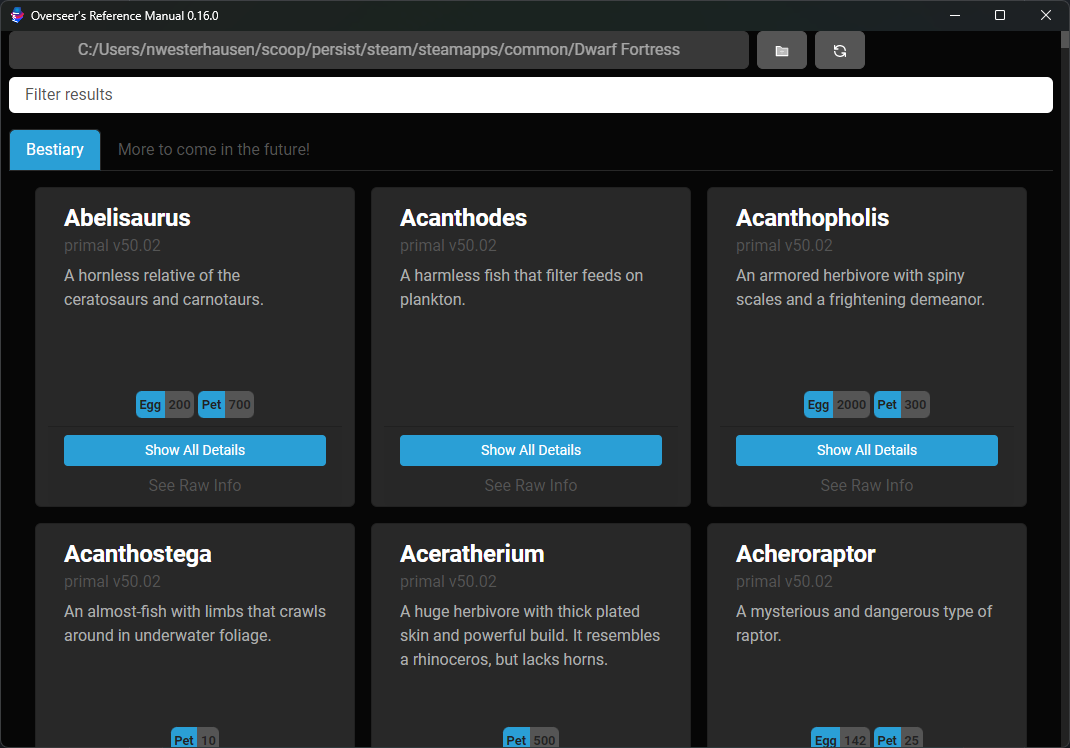 Overseer's Reference Manual 0.16.0
C:/Users/nwesterhausen/scoop/persist/steam/steamapps/common/Dwarf Fortress
Filter results
Bestiary More to come in the future!
Abelisaurus
primal v50.02
A hornless relative of the
ceratosaurs and carnotaurs.
Egg 200 Pet 700
Show All Details
See Raw Info
Acanthodes
primal v50.02
A harmless fish that filter feeds on
plankton.
Show All Details
See Raw Info
Acanthopholis
primal v50.02
An armored herbivore with spiny
scales and a frightening demeanor.
Egg 2000 Pet 300
Show All Details
See Raw Info
Acanthostega
primal v50.02
An almost-fish with limbs that crawls
around in underwater foliage.
Pet 10
Aceratherium
primal v50.02
A huge herbivore with thick plated
skin and powerful build. It resembles
a rhinoceros, but lacks horns.
Pet 500
Acheroraptor
primal v50.02
A mysterious and dangerous type of
raptor.
Egg 142 Pet 25